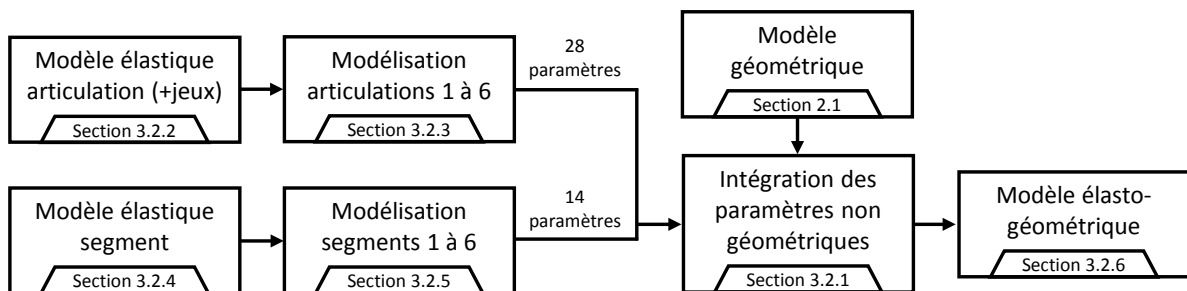 Modèle élastique
articulation (+jeux)
Section 3.2.2
Modélisation
articulations 1 à 6
Section 3.2.3
28
paramètres
Modèle
géométrique
Section 2.1
Modèle élastique
segment
Section 3.2.4
Modélisation
segments 1 à 6
Section 3.2.5
14
paramètres
Intégration des
paramètres non
géométriques
Section 3.2.1
Modèle élasto-
géométrique
Section 3.2.6